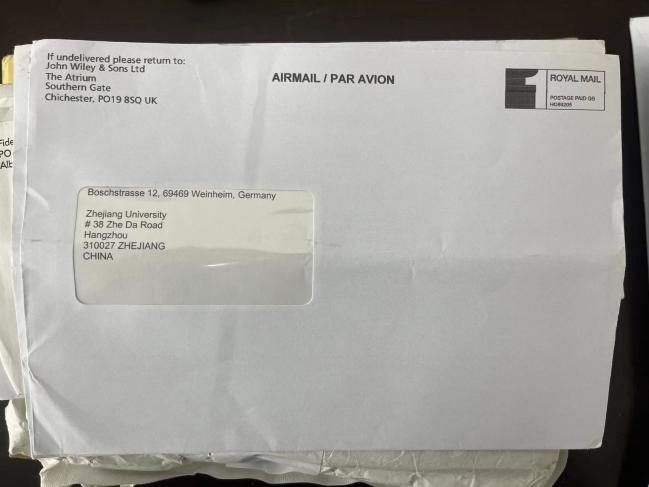 If undelivered please return to:
John Wiley & Sons Ltd
The Atrium
Southern Gate
Chichester, PO19 8SQ UK
AIRMAIL / PAR AVION
ROYAL MAIL
POSTAGE PAID GB
HQ89205
Boschstrasse 12, 69469 Weinheim, Germany
Zhejiang University
# 38 Zhe Da Road
Hangzhou
310027 ZHEJIANG
CHINA
PO